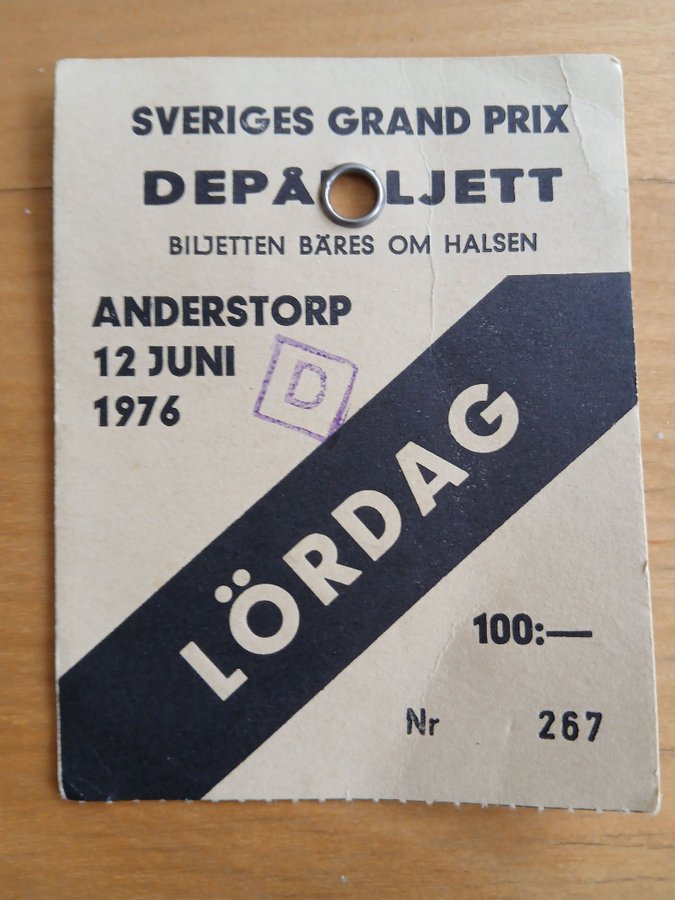 SVERIGES GRAND PRIX
DEPÅ LJETT
BILJETTEN BÄRES OM HALSEN
ANDERSTORP
12 JUNI
1976
D
LÖRDAG
100:—
Nr 267